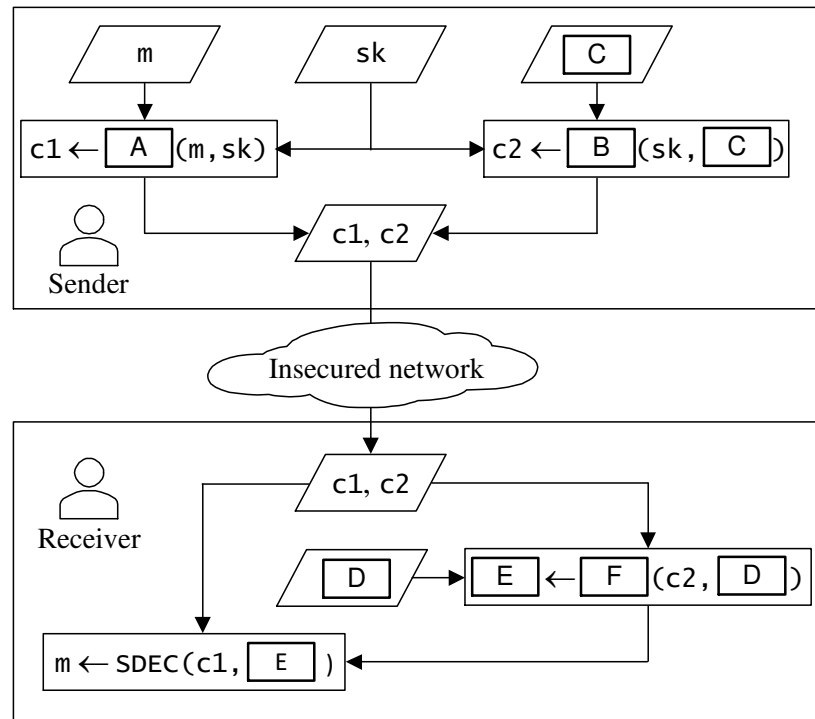 m
sk
C
c1 ← A (m,sk)
c2 ← B (sk, C )
c1, c2
Sender
Insecured network
c1, c2
Receiver
D
E ← F (c2, D )
m ← SDEC(c1, E )